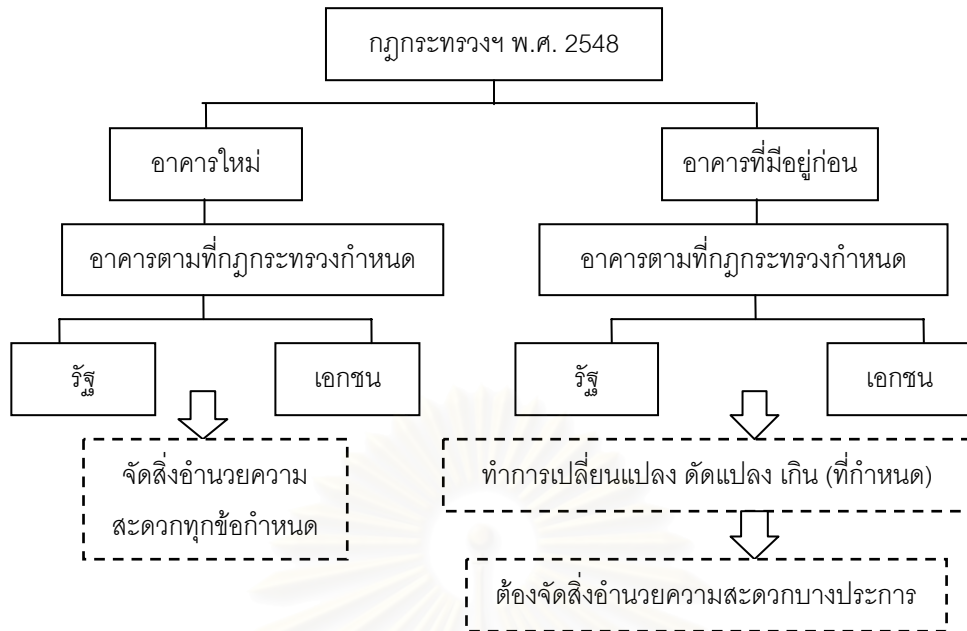 กฎกระทรวงฯ พ.ศ. 2548
อาคารใหม่
อาคารที่มีอยู่ก่อน
อาคารตามที่กฎกระทรวงกำหนด
อาคารตามที่กฎกระทรวงกำหนด
รัฐ
เอกชน
รัฐ
เอกชน
จัดสิ่งอำนวยความ
สะดวกทุกข้อกำหนด
ทำการเปลี่ยนแปลง ดัดแปลง เกิน (ที่กำหนด)
ต้องจัดสิ่งอำนวยความสะดวกบางประการ